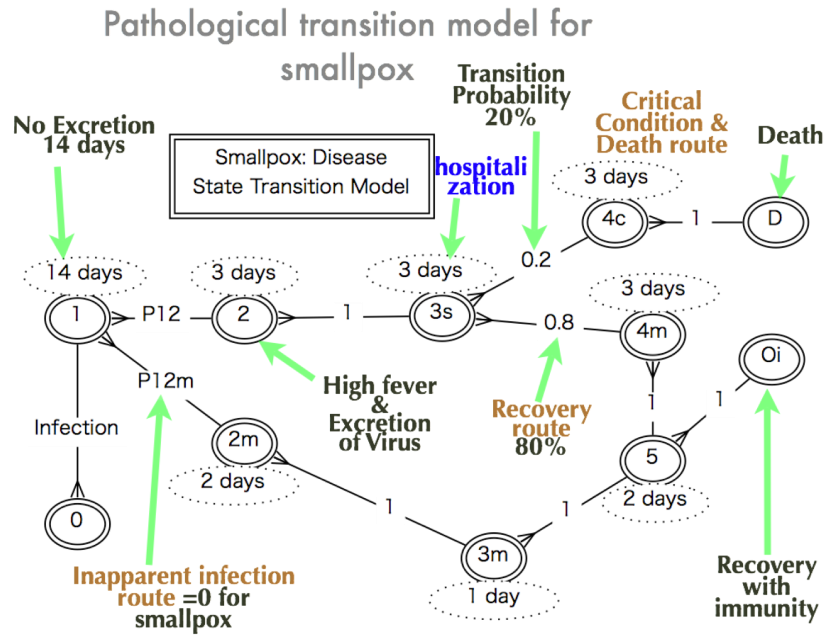 Pathological transition model for
smallpox
Transition
Probability
20%
Critical
Condition &
Death route
No Excretion
14 days
Death
Smallpox: Disease
State Transition Model
hospitali
zation
3 days
4c
1
D
0.2
14 days
3 days
3 days
3 days
1
P12
2
1
3s
0.8
4m
Oi
P12m
High fever
&
Excretion
of Virus
Recovery
route
80%
1
1
Infection
2m
2 days
5
2 days
1
1
0
3m
1 day
Inapparent infection
route =0 for
smallpox
Recovery
with
immunity